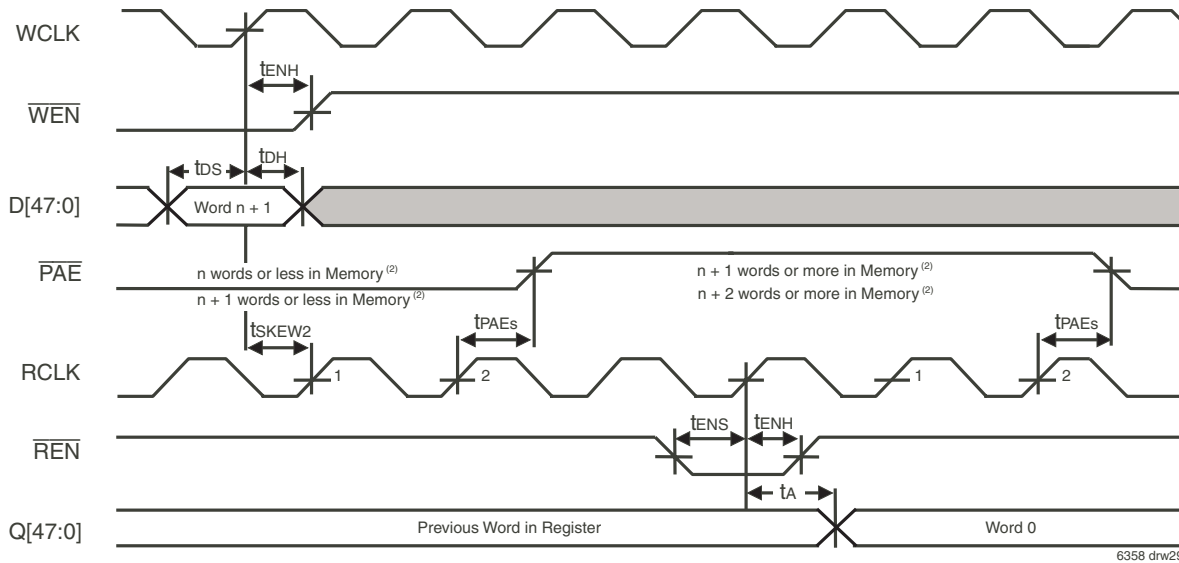 WCLK
tENH
WEN
tDS
tDH
D[47:0]
Word n + 1
PAE
n words or less in Memory (2)
n + 1 words or less in Memory (2)
n + 1 words or more in Memory (2)
n + 2 words or more in Memory (2)
tSKEW2
tPAEs
tPAEs
RCLK
1
2
1
2
tENS
tENH
REN
tA
Q[47:0]
Previous Word in Register
Word 0
6358 drw29